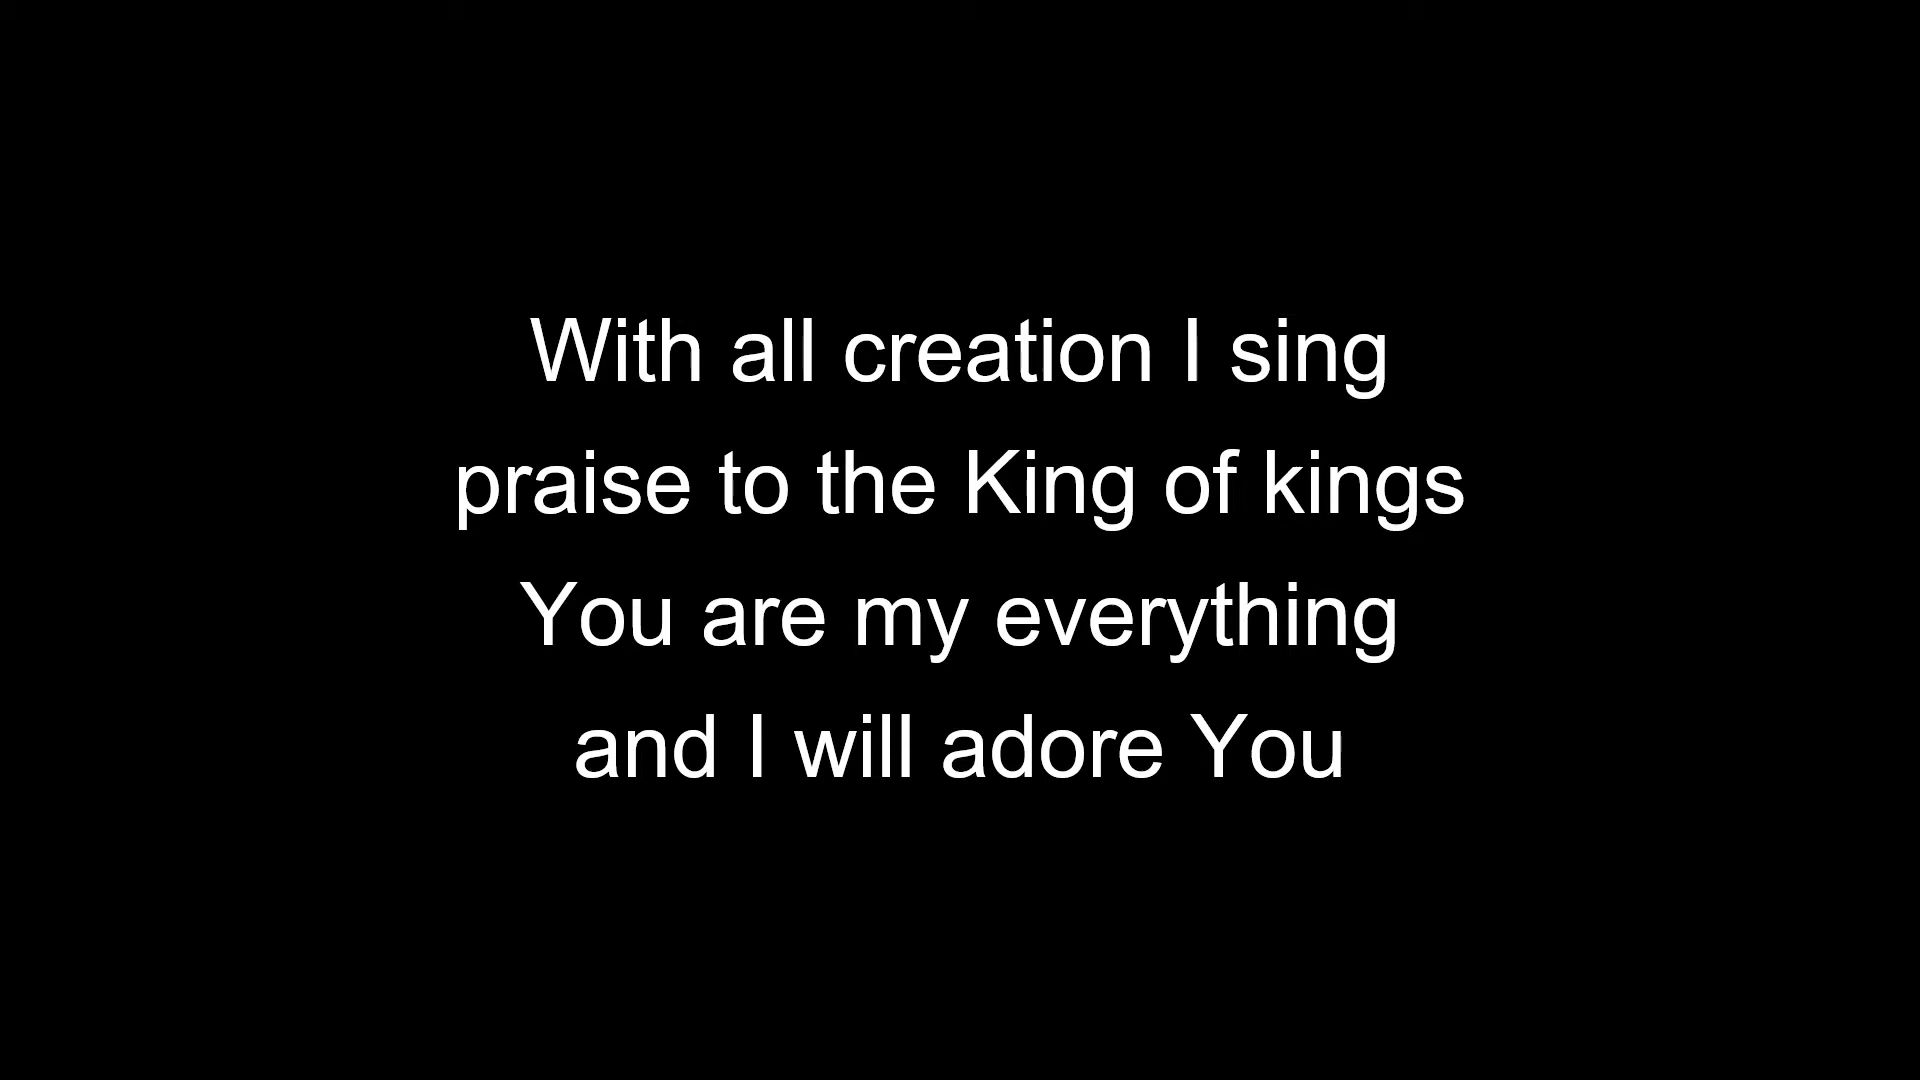 With all creation I sing
praise to the King of kings
You are my everything
and I will adore You